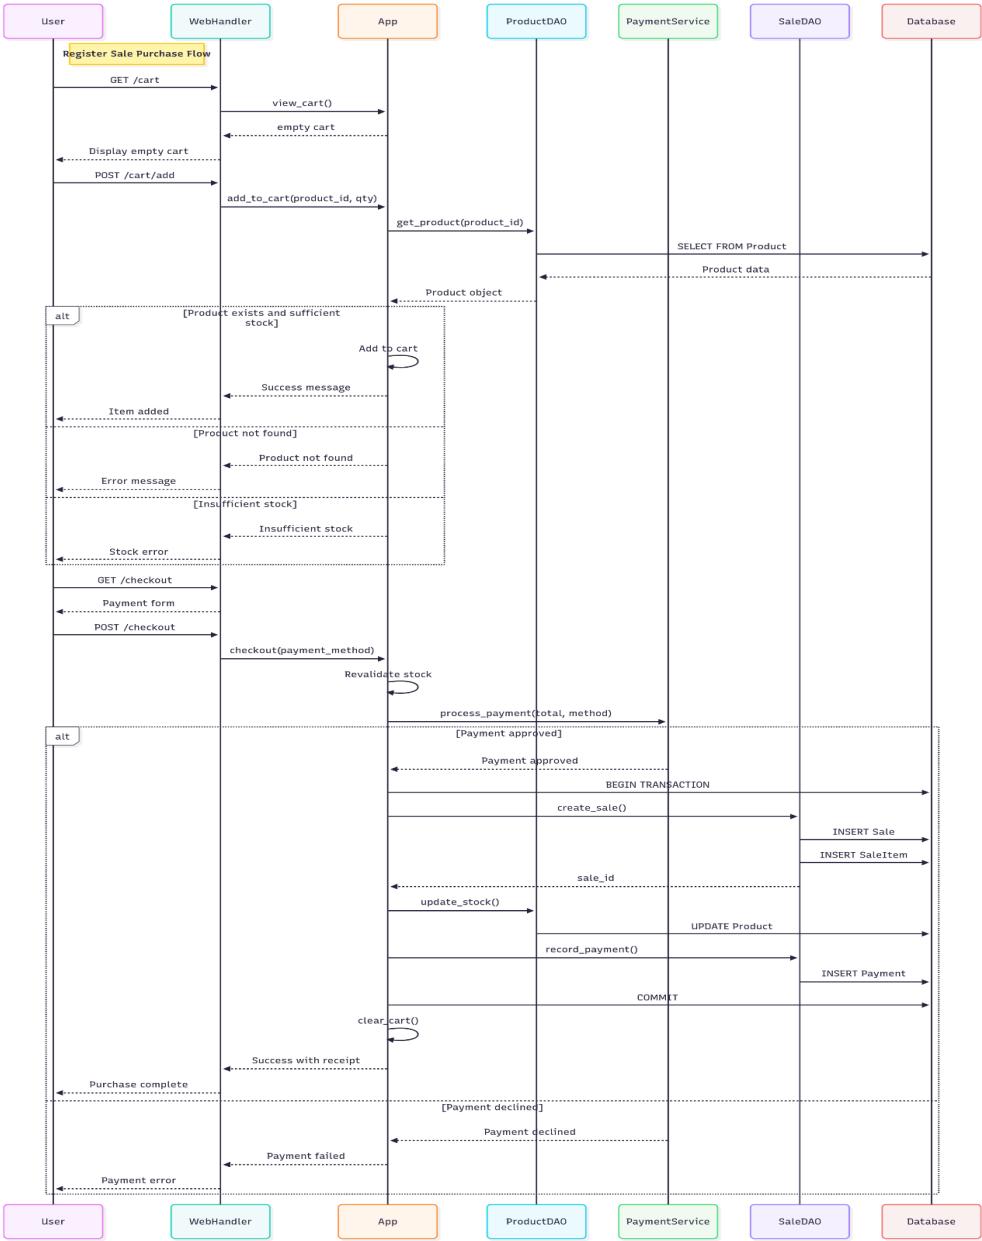 User WebHandler App ProductDAO PaymentService SaleDAO Database
Register Sale Purchase Flow
GET /cart
view_cart()
empty cart
Display empty cart
POST /cart/add
add_to_cart(product_id, qty)
get_product(product_id)
SELECT FROM Product
Product data
Product object
alt
[Product exists and sufficient
stock]
Add to cart
Success message
Item added
[Product not found]
Product not found
Error message
[Insufficient stock]
Insufficient stock
Stock error
GET /checkout
Payment form
POST /checkout
checkout(payment_method)
Revalidate stock
process_payment(total, method)
alt
[Payment approved]
Payment approved
BEGIN TRANSACTION
create_sale()
INSERT Sale
INSERT SaleItem
sale_id
update_stock()
UPDATE Product
record_payment()
INSERT Payment
COMMIT
clear_cart()
Success with receipt
Purchase complete
[Payment declined]
Payment declined
Payment failed
Payment error
User WebHandler App ProductDAO PaymentService SaleDAO Database